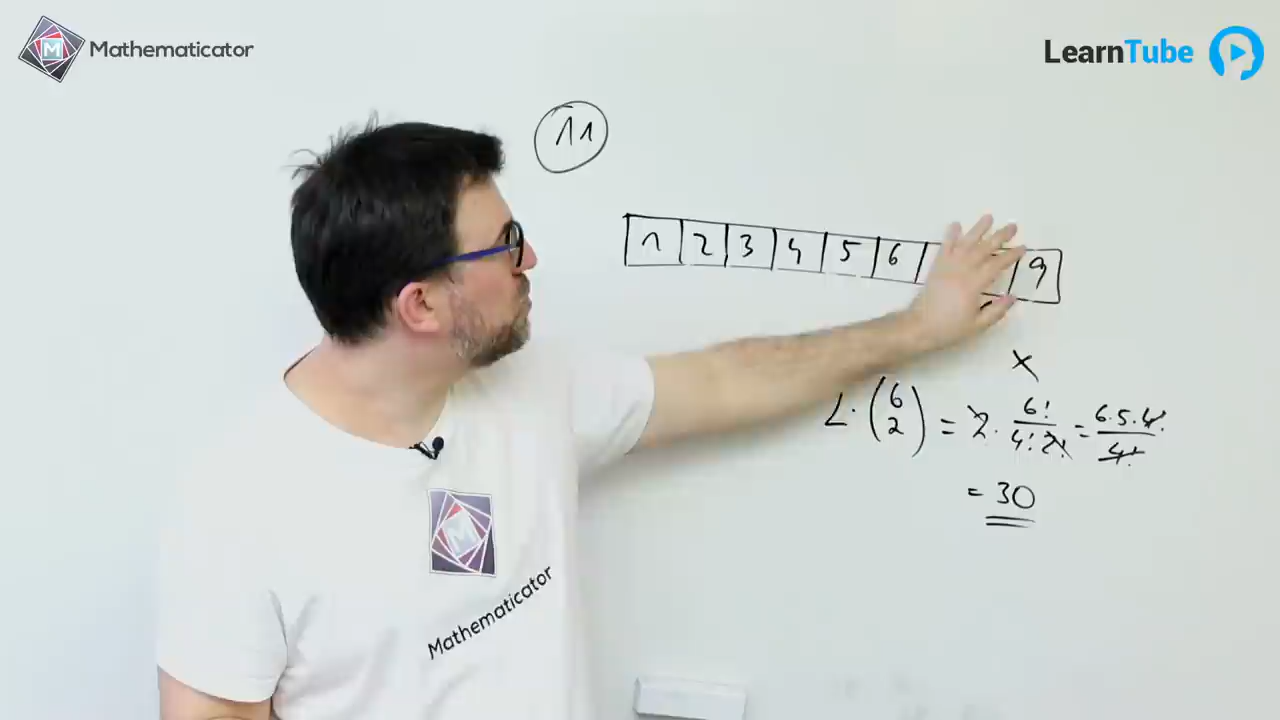 Mathematicator
LearnTube
11
1 2 3 4 5 6 9
x
2·(6 2) = 2· 6!/4!2! = 6·5·4!/4!
= 30
M
Mathematicator